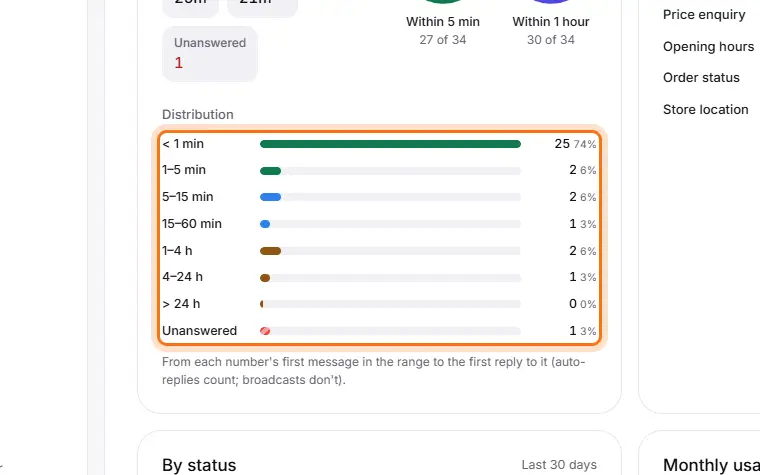 Within 5 min
27 of 34
Within 1 hour
30 of 34
Unanswered
1
Distribution
< 1 min 25 74%
1–5 min 2 6%
5–15 min 2 6%
15–60 min 1 3%
1–4 h 2 6%
4–24 h 1 3%
> 24 h 0 0%
Unanswered 1 3%
From each number's first message in the range to the first reply to it (auto-
replies count; broadcasts don't).
By status Last 30 days
Price enquiry
Opening hours
Order status
Store location